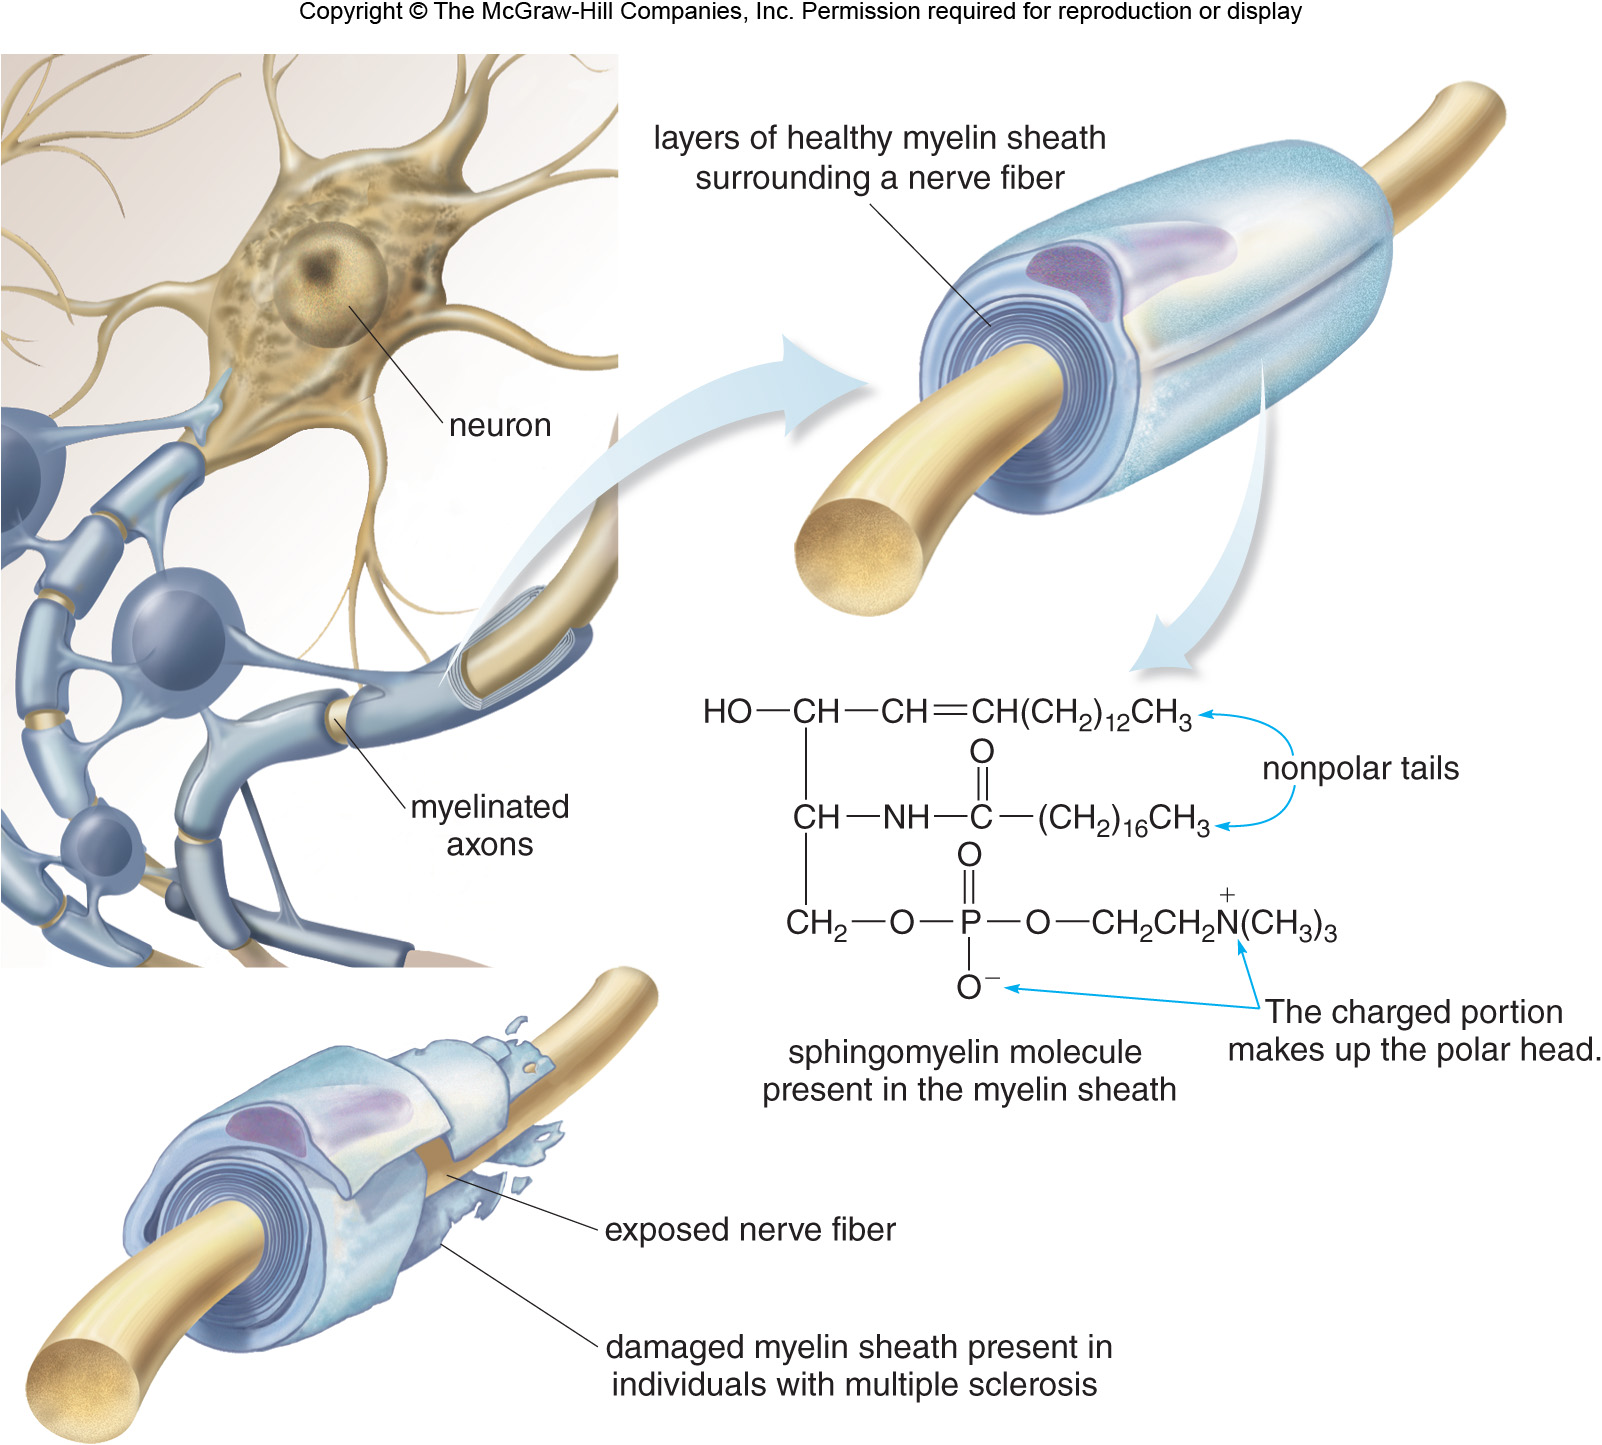 Copyright © The McGraw-Hill Companies, Inc. Permission required for reproduction or display
layers of healthy myelin sheath
surrounding a nerve fiber
neuron
myelinated
axons
HO—CH—CH=CH(CH₂)₁₂CH₃
O
nonpolar tails
CH—NH—C—(CH₂)₁₆CH₃
O
+
CH₂—O—P—O—CH₂CH₂N(CH₃)₃
O⁻
The charged portion
makes up the polar head.
sphingomyelin molecule
present in the myelin sheath
exposed nerve fiber
damaged myelin sheath present in
individuals with multiple sclerosis